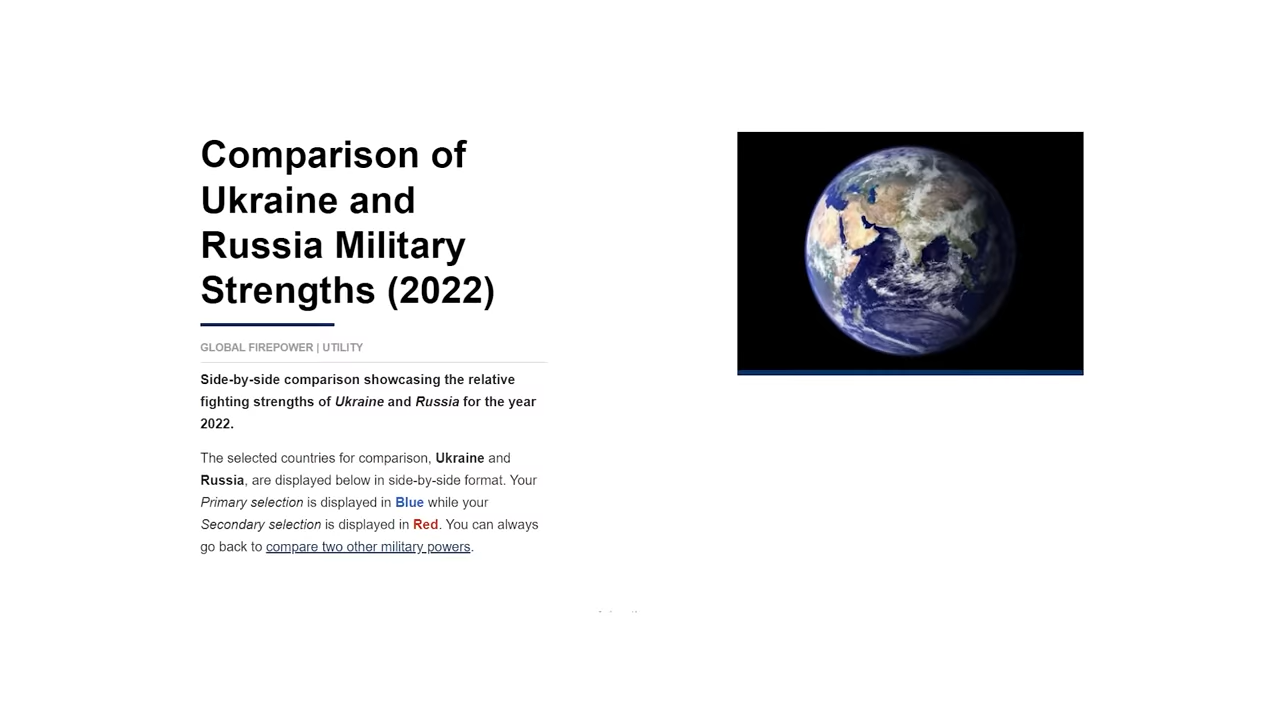 Comparison of
Ukraine and
Russia Military
Strengths (2022)
GLOBAL FIREPOWER | UTILITY
Side-by-side comparison showcasing the relative
fighting strengths of Ukraine and Russia for the year
2022.
The selected countries for comparison, Ukraine and
Russia, are displayed below in side-by-side format. Your
Primary selection is displayed in Blue while your
Secondary selection is displayed in Red. You can always
go back to compare two other military powers.